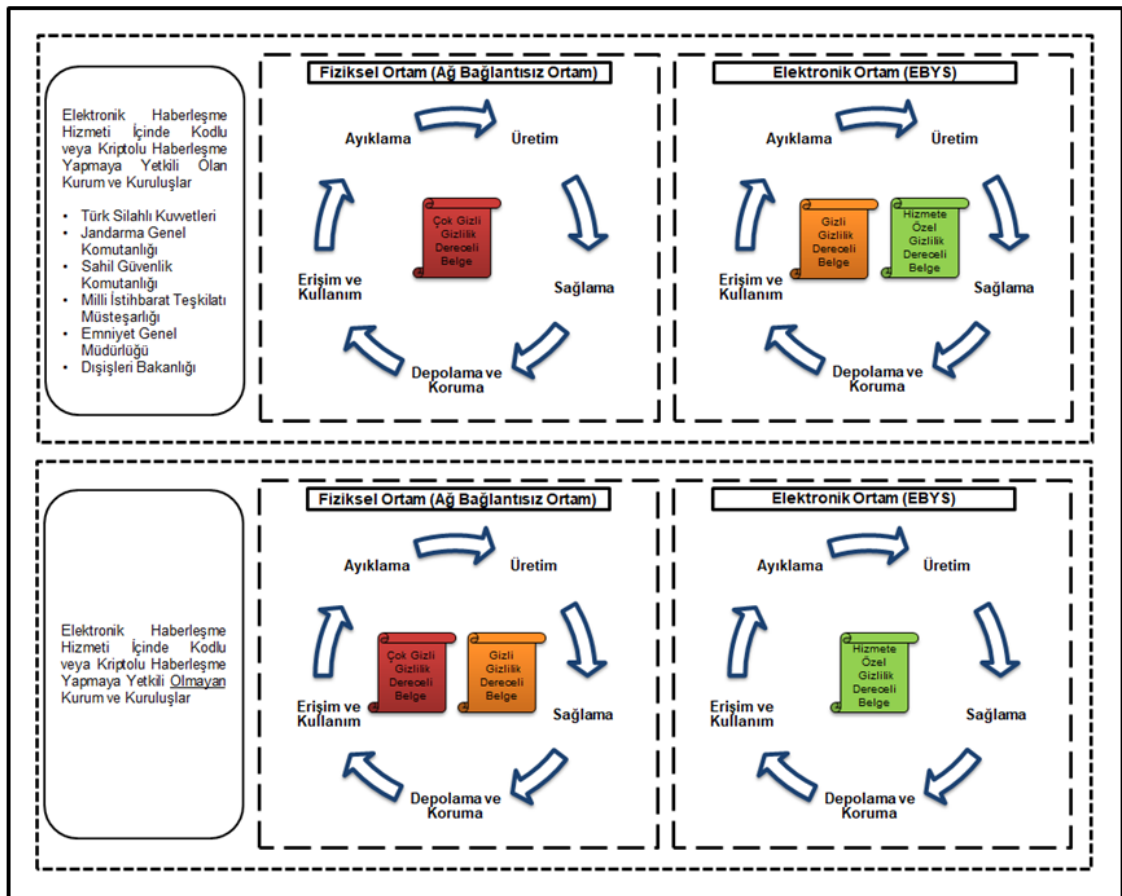 Elektronik Haberleşme
Hizmeti İçinde Kodlu
veya Kriptolu Haberleşme
Yapmaya Yetkili Olan
Kurum ve Kuruluşlar
• Türk Silahlı Kuvvetleri
• Jandarma Genel
Komutanlığı
• Sahil Güvenlik
Komutanlığı
• Milli İstihbarat Teşkilatı
Müsteşarlığı
• Emniyet Genel
Müdürlüğü
• Dışişleri Bakanlığı
Fiziksel Ortam (Ağ Bağlantısız Ortam)
Ayıklama
Üretim
Çok Gizli
Gizlilik
Dereceli
Belge
Erişim ve
Kullanım
Sağlama
Depolama ve
Koruma
Elektronik Ortam (EBYS)
Ayıklama
Üretim
Gizli
Gizlilik
Dereceli
Belge
Hizmete
Özel
Gizlilik
Dereceli
Belge
Erişim ve
Kullanım
Sağlama
Depolama ve
Koruma
Elektronik Haberleşme
Hizmeti İçinde Kodlu
veya Kriptolu Haberleşme
Yapmaya Yetkili Olmayan
Kurum ve Kuruluşlar
Fiziksel Ortam (Ağ Bağlantısız Ortam)
Ayıklama
Üretim
Çok Gizli
Gizlilik
Dereceli
Belge
Gizli
Gizlilik
Dereceli
Belge
Erişim ve
Kullanım
Sağlama
Depolama ve
Koruma
Elektronik Ortam (EBYS)
Ayıklama
Üretim
Hizmete
Özel
Gizlilik
Dereceli
Belge
Erişim ve
Kullanım
Sağlama
Depolama ve
Koruma